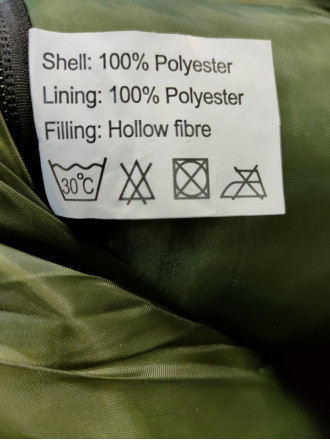 Shell: 100% Polyester
Lining: 100% Polyester
Filling: Hollow fibre
30°C